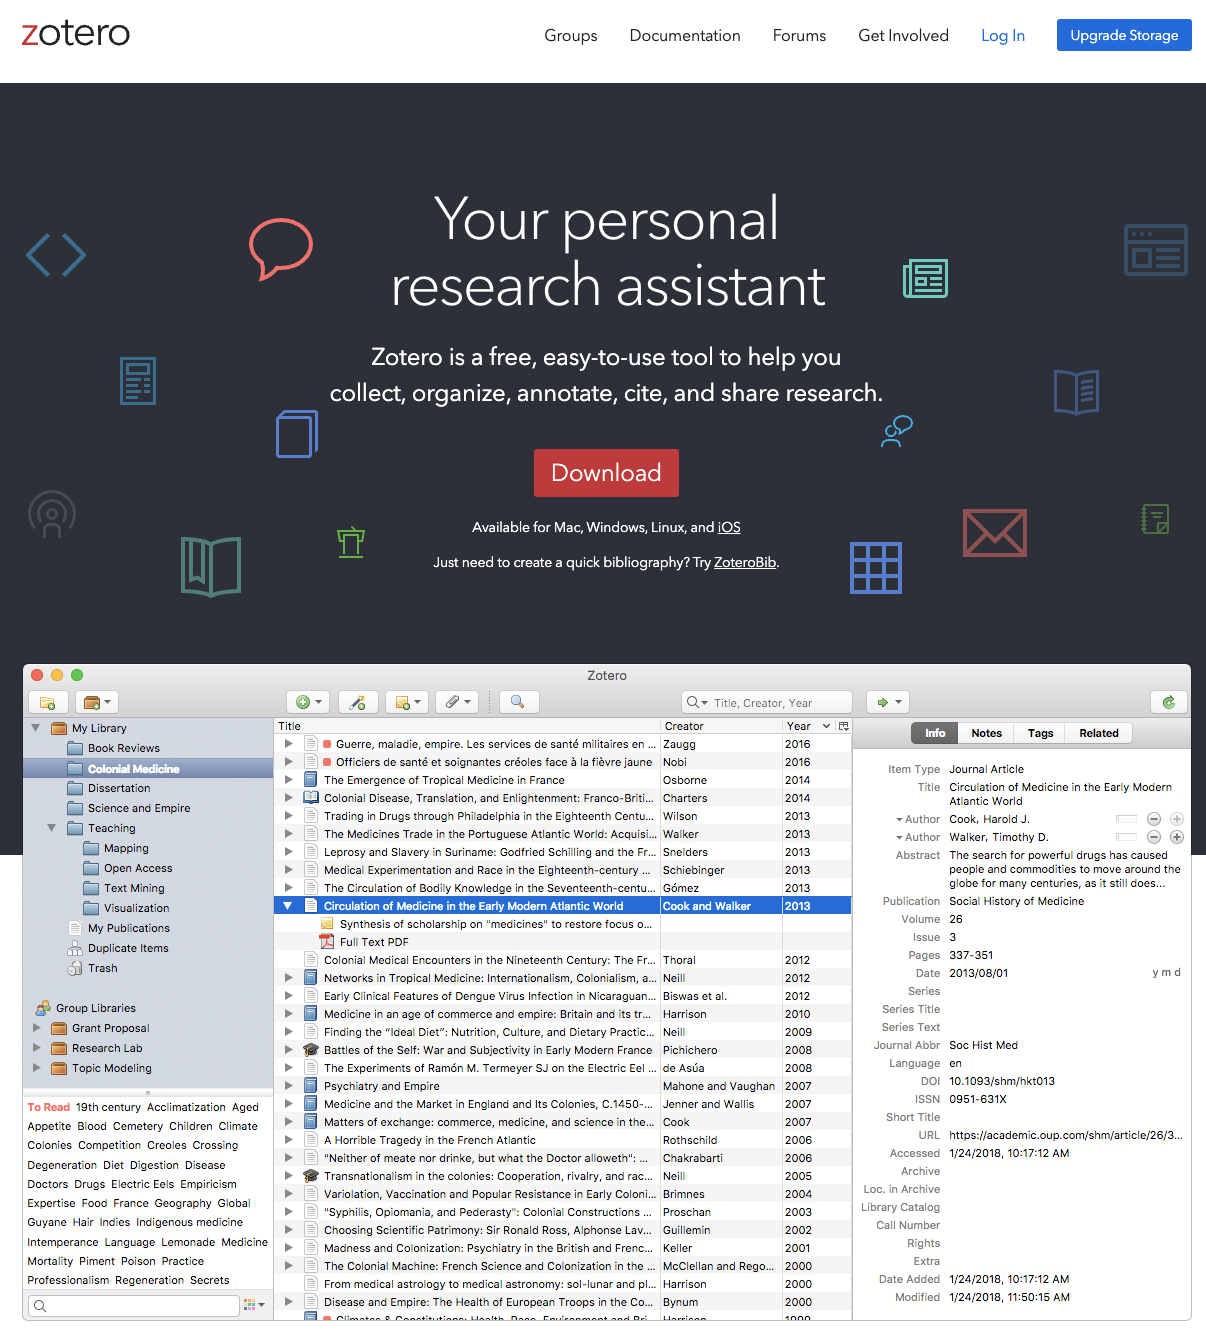 zotero
Groups Documentation Forums Get Involved Log In Upgrade Storage
Your personal
research assistant
Zotero is a free, easy-to-use tool to help you
collect, organize, annotate, cite, and share research.
Download
Available for Mac, Windows, Linux, and iOS
Just need to create a quick bibliography? Try ZoteroBib.
Zotero
Title, Creator, Year
My Library
Book Reviews
Colonial Medicine
Dissertation
Science and Empire
Teaching
Mapping
Open Access
Text Mining
Visualization
My Publications
Duplicate Items
Trash
Group Libraries
Grant Proposal
Research Lab
Topic Modeling
To Read 19th century Acclimatization Aged
Appetite Blood Cemetery Children Climate
Colonies Competition Creoles Crossing
Degeneration Diet Digestion Disease
Doctors Drugs Electric Eels Empiricism
Expertise Food France Geography Global
Guyane Hair Indies Indigenous medicine
Intemperance Language Lemonade Medicine
Mortality Piment Poison Practice
Professionalism Regeneration Secrets
Title Creator Year
Guerre, maladie, empire. Les services de santé militaires en ... Zaugg 2016
Officiers de santé et soignantes créoles face à la fièvre jaune Nobi 2016
The Emergence of Tropical Medicine in France Osborne 2014
Colonial Disease, Translation, and Enlightenment: Franco-Briti... Charters 2014
Trading in Drugs through Philadelphia in the Eighteenth Centu... Wilson 2013
The Medicines Trade in the Portuguese Atlantic World: Acquisi... Walker 2013
Leprosy and Slavery in Suriname: Godfried Schilling and the Fr... Snelders 2013
Medical Experimentation and Race in the Eighteenth-century ... Schiebinger 2013
The Circulation of Bodily Knowledge in the Seventeenth-centu... Gómez 2013
Circulation of Medicine in the Early Modern Atlantic World Cook and Walker 2013
Synthesis of scholarship on "medicines" to restore focus o...
Full Text PDF
Colonial Medical Encounters in the Nineteenth Century: The Fr... Thoral 2012
Networks in Tropical Medicine: Internationalism, Colonialism, a... Neill 2012
Early Clinical Features of Dengue Virus Infection in Nicaraguan... Biswas et al. 2012
Medicine in an age of commerce and empire: Britain and its tr... Harrison 2010
Finding the “Ideal Diet”: Nutrition, Culture, and Dietary Practic... Neill 2009
Battles of the Self: War and Subjectivity in Early Modern France Pichichero 2008
The Experiments of Ramón M. Termeyer SJ on the Electric Eel ... de Asúa 2008
Psychiatry and Empire Mahone and Vaughan 2007
Medicine and the Market in England and Its Colonies, C.1450-... Jenner and Wallis 2007
Matters of exchange: commerce, medicine, and science in the... Cook 2007
A Horrible Tragedy in the French Atlantic Rothschild 2006
"Neither of meate nor drinke, but what the Doctor alloweth": ... Chakrabarti 2006
Transnationalism in the colonies: Cooperation, rivalry, and rac... Neill 2005
Variolation, Vaccination and Popular Resistance in Early Coloni... Brimnes 2004
"Syphilis, Opiomania, and Pederasty": Colonial Constructions ... Proschan 2003
Choosing Scientific Patrimony: Sir Ronald Ross, Alphonse Lav... Guillemin 2002
Madness and Colonization: Psychiatry in the British and Frenc... Keller 2001
The Colonial Machine: French Science and Colonization in the ... McClellan and Rego... 2000
From medical astrology to medical astronomy: sol-lunar and pl... Harrison 2000
Disease and Empire: The Health of European Troops in the Co... Bynum 2000
Climates & Constitutions: Health, Race, Environment and Bri... Harrison 1999
Info Notes Tags Related
Item Type Journal Article
Title Circulation of Medicine in the Early Modern
Atlantic World
Author Cook, Harold J.
Author Walker, Timothy D.
Abstract The search for powerful drugs has caused
people and commodities to move around the
globe for many centuries, as it still does...
Publication Social History of Medicine
Volume 26
Issue 3
Pages 337-351
Date 2013/08/01 y m d
Series
Series Title
Series Text
Journal Abbr Soc Hist Med
Language en
DOI 10.1093/shm/hkt013
ISSN 0951-631X
Short Title
URL https://academic.oup.com/shm/article/26/3...
Accessed 1/24/2018, 10:17:12 AM
Archive
Loc. in Archive
Library Catalog
Call Number
Rights
Extra
Date Added 1/24/2018, 10:17:12 AM
Modified 1/24/2018, 11:50:15 AM